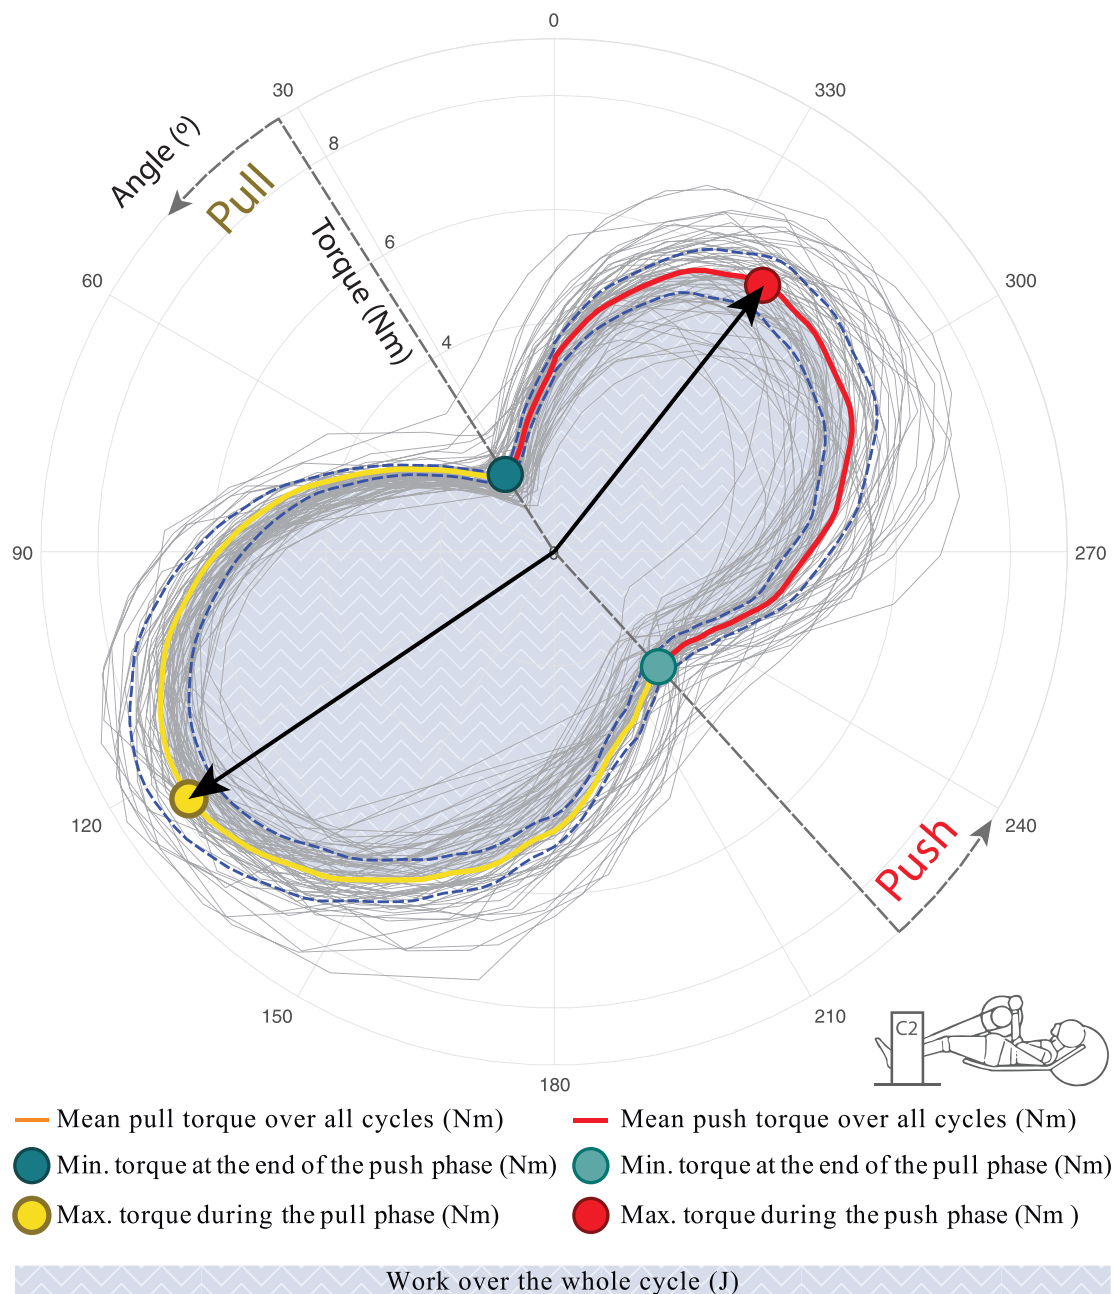 0
30
330
Angle (º)
Pull
8
Torque (Nm)
6
60
300
4
90
0
270
120
240
Push
150
210
C2
180
Mean pull torque over all cycles (Nm)
Mean push torque over all cycles (Nm)
Min. torque at the end of the push phase (Nm)
Min. torque at the end of the pull phase (Nm)
Max. torque during the pull phase (Nm)
Max. torque during the push phase (Nm )
Work over the whole cycle (J)